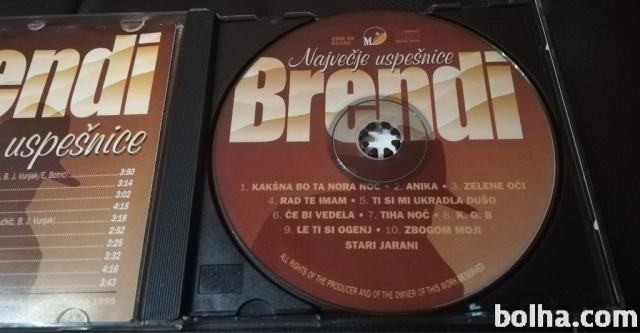 endi
uspešnice
B. J. Vunjak/E. Botrić)
3:50
3:14
3:02
4:15
B. J. Vunjak)
3:18
2:52
3:25
3:32
4:16
3:43
1999
Največje uspešnice
Brendi
1. KAKŠNA BO TA NORA NOČ • 2. ANIKA • 3. ZELENE OČI
4. RAD TE IMAM • 5. TI SI MI UKRADLA DUŠO
6. ČE BI VEDELA • 7. TIHA NOČ • 8. K. G. B
9. LE TI SI OGENJ • 10. ZBOGOM MOJI
STARI JARANI
ALL RIGHTS OF THE PRODUCER AND OF THE OWNER OF THIS WORK RESERVED
bolha.com